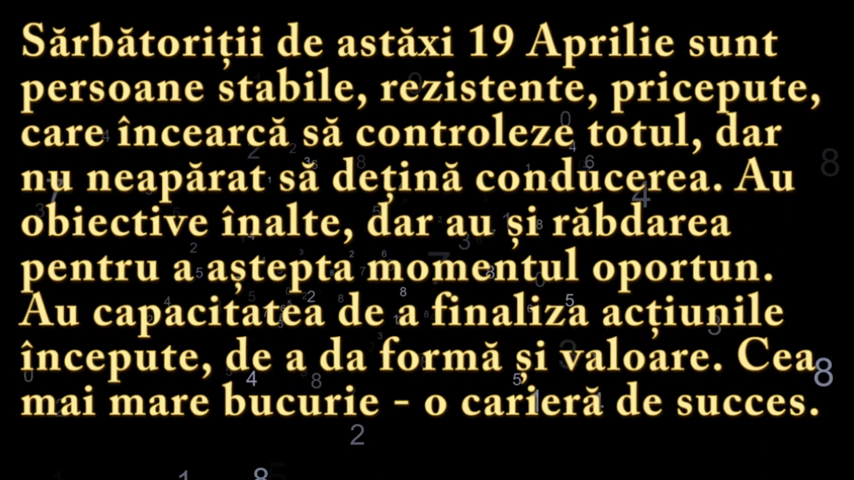 Sărbătoriții de astăxi 19 Aprilie sunt
persoane stabile, rezistente, pricepute,
care încearcă să controleze totul, dar
nu neapărat să dețină conducerea. Au
obiective înalte, dar au și răbdarea
pentru a aștepta momentul oportun.
Au capacitatea de a finaliza acțiunile
începute, de a da formă și valoare. Cea
mai mare bucurie - o carieră de succes.